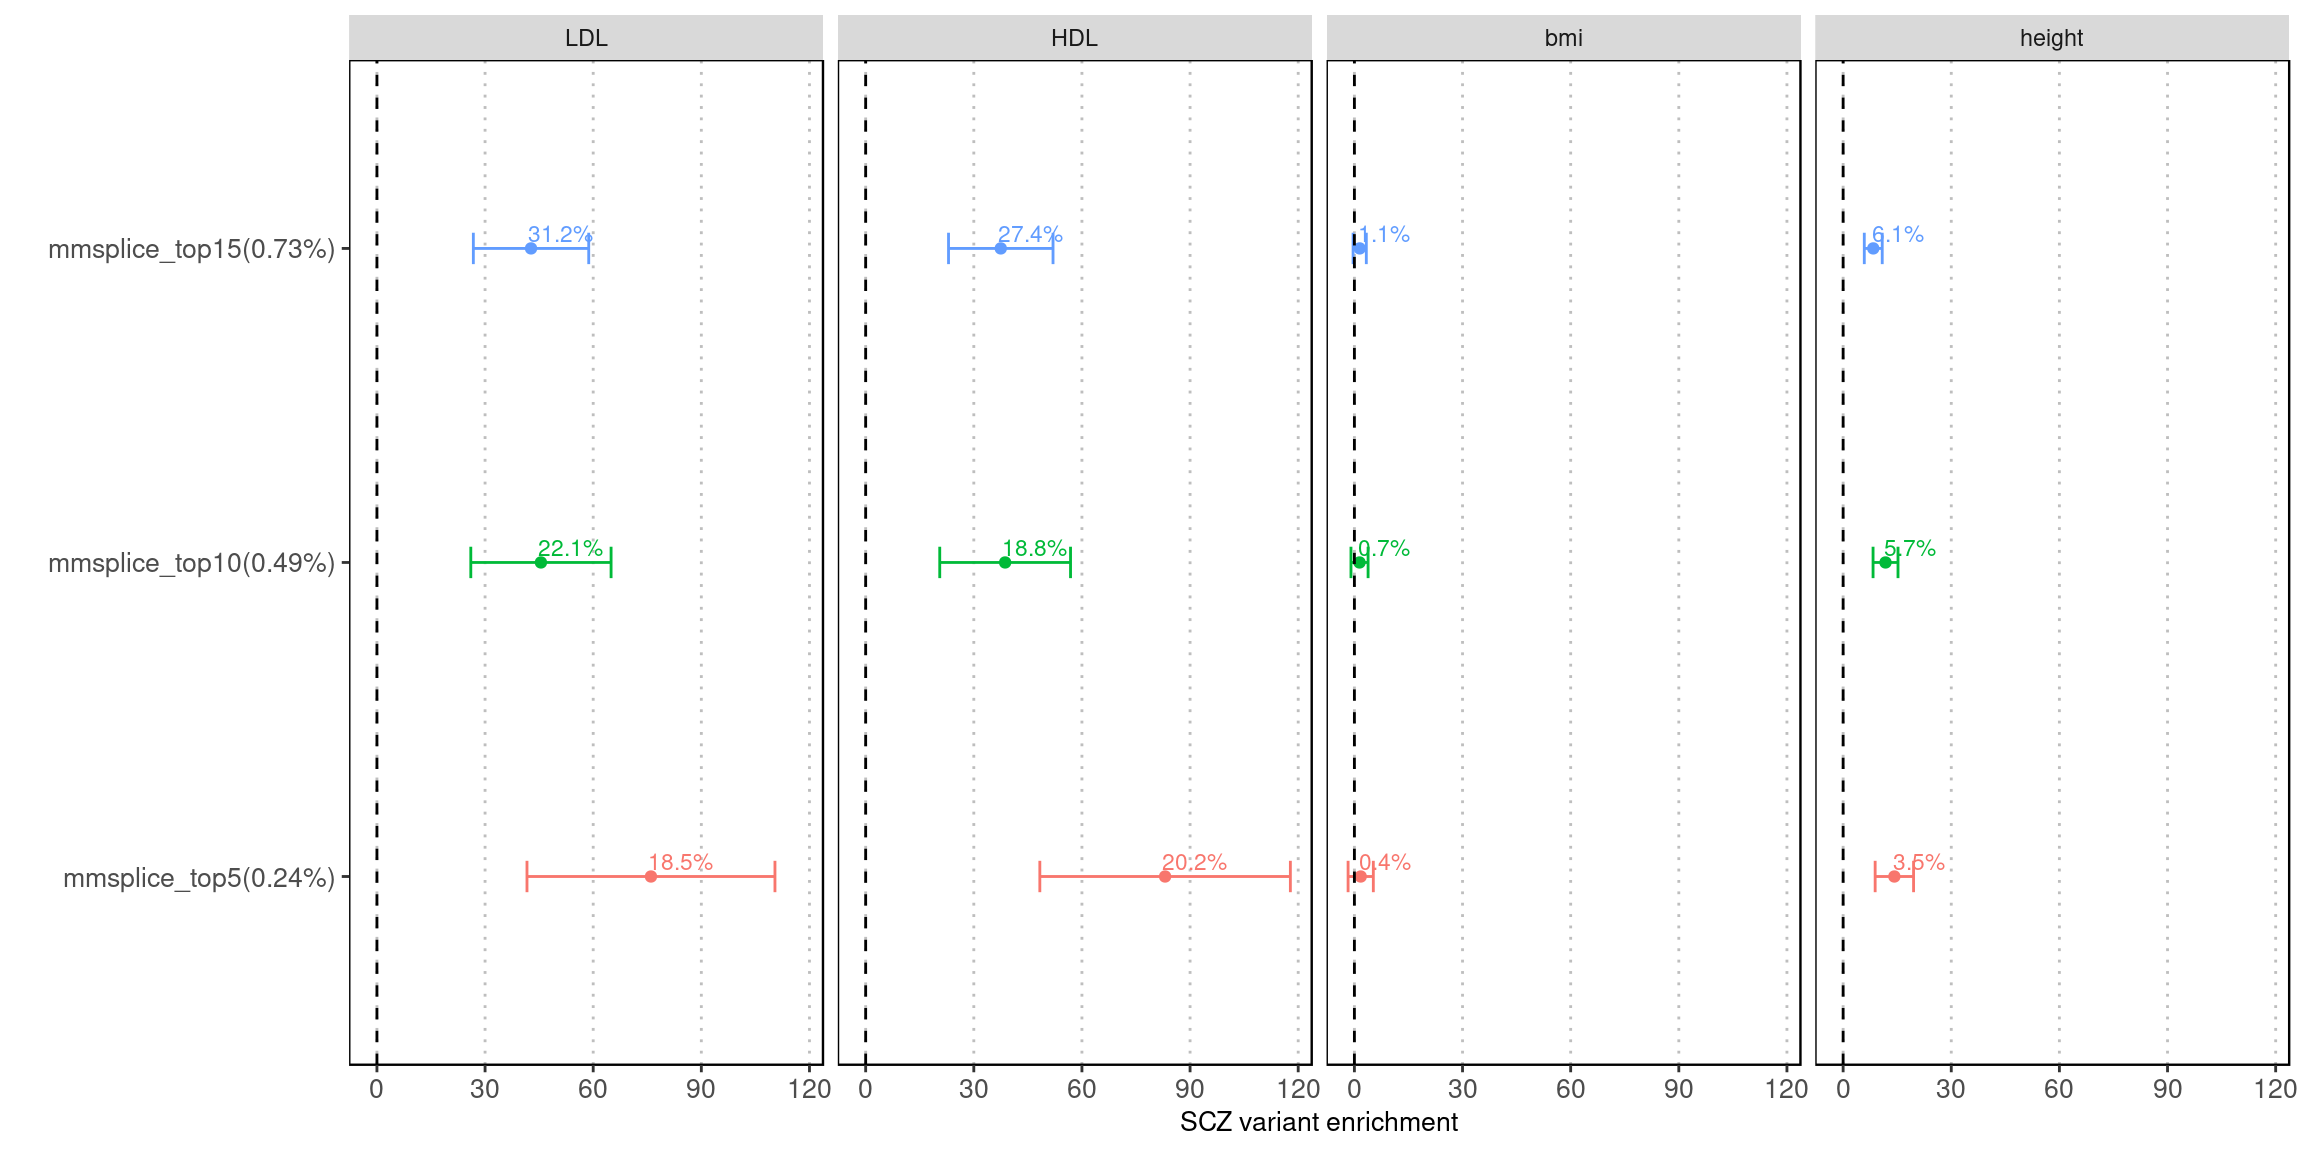 LDL HDL bmi height
mmsplice_top15(0.73%) 31.2% 27.4% 1.1% 6.1%
mmsplice_top10(0.49%) 22.1% 18.8% 0.7% 5.7%
mmsplice_top5(0.24%) 18.5% 20.2% 0.4% 3.5%
0 30 60 90 120 0 30 60 90 120 0 30 60 90 120 0 30 60 90 120
SCZ variant enrichment